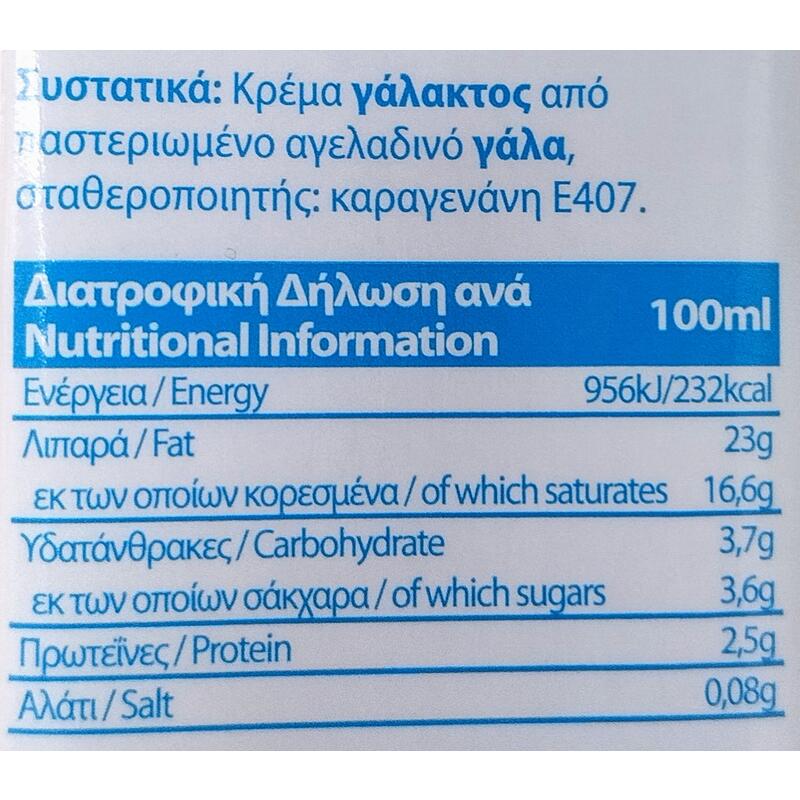 Συστατικά: Κρέμα γάλακτος από
παστεριωμένο αγελαδινό γάλα,
σταθεροποιητής: καραγενάνη Ε407.
Διατροφική Δήλωση ανά
Nutritional Information 100ml
Ενέργεια / Energy 956kJ/232kcal
Λιπαρά / Fat 23g
εκ των οποίων κορεσμένα / of which saturates 16,6g
Υδατάνθρακες / Carbohydrate 3,7g
εκ των οποίων σάκχαρα / of which sugars 3,6g
Πρωτεΐνες / Protein 2,5g
Αλάτι / Salt 0,08g